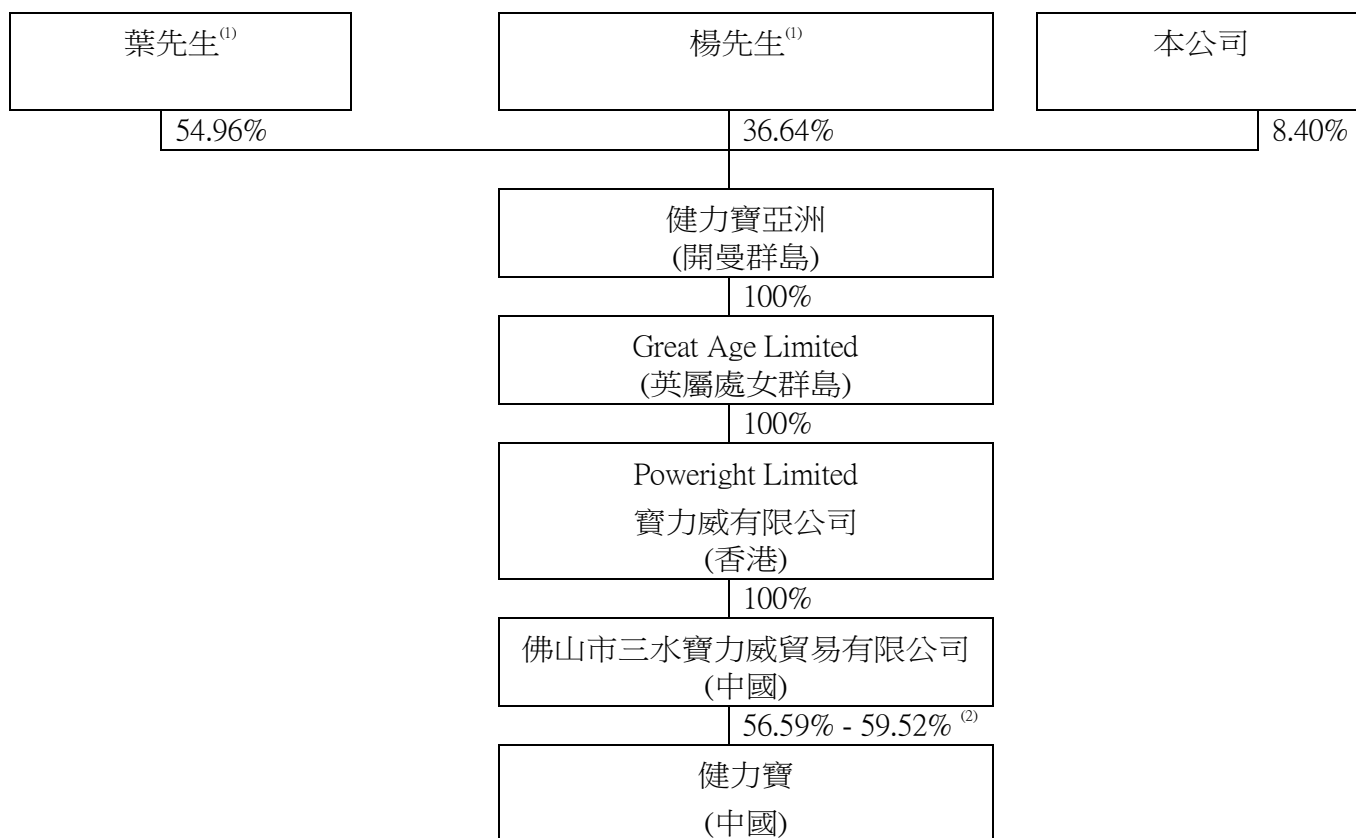 葉先生(1)
楊先生(1)
本公司
54.96%
36.64%
8.40%
健力寶亞洲
(開曼群島)
100%
Great Age Limited
(英屬處女群島)
100%
Poweright Limited
寶力威有限公司
(香港)
100%
佛山市三水寶力威貿易有限公司
(中國)
56.59% - 59.52% (2)
健力寶
(中國)